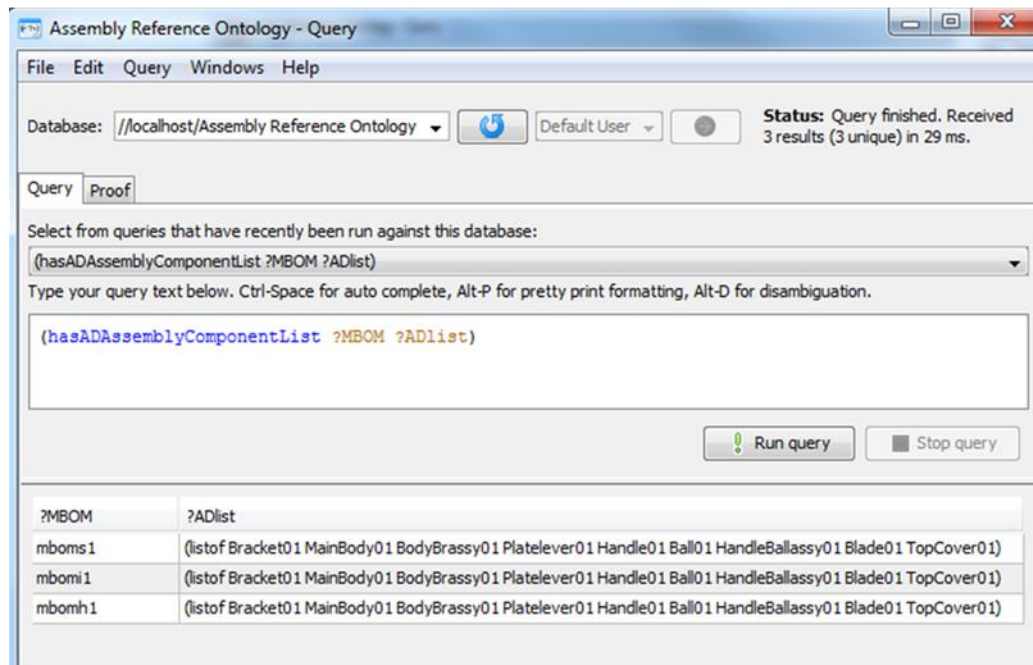 Assembly Reference Ontology - Query
File Edit Query Windows Help
Database: //localhost/Assembly Reference Ontology Default User Status: Query finished. Received
3 results (3 unique) in 29 ms.
Query Proof
Select from queries that have recently been run against this database:
(hasADAssemblyComponentList ?MBOM ?ADlist)
Type your query text below. Ctrl-Space for auto complete, Alt-P for pretty print formatting, Alt-D for disambiguation.
(hasADAssemblyComponentList ?MBOM ?ADlist)
Run query Stop query
?MBOM ?ADlist
mboms1 (listof Bracket01 MainBody01 BodyBrassy01 Platelever01 Handle01 Ball01 HandleBallassy01 Blade01 TopCover01)
mbomi1 (listof Bracket01 MainBody01 BodyBrassy01 Platelever01 Handle01 Ball01 HandleBallassy01 Blade01 TopCover01)
mbomh1 (listof Bracket01 MainBody01 BodyBrassy01 Platelever01 Handle01 Ball01 HandleBallassy01 Blade01 TopCover01)